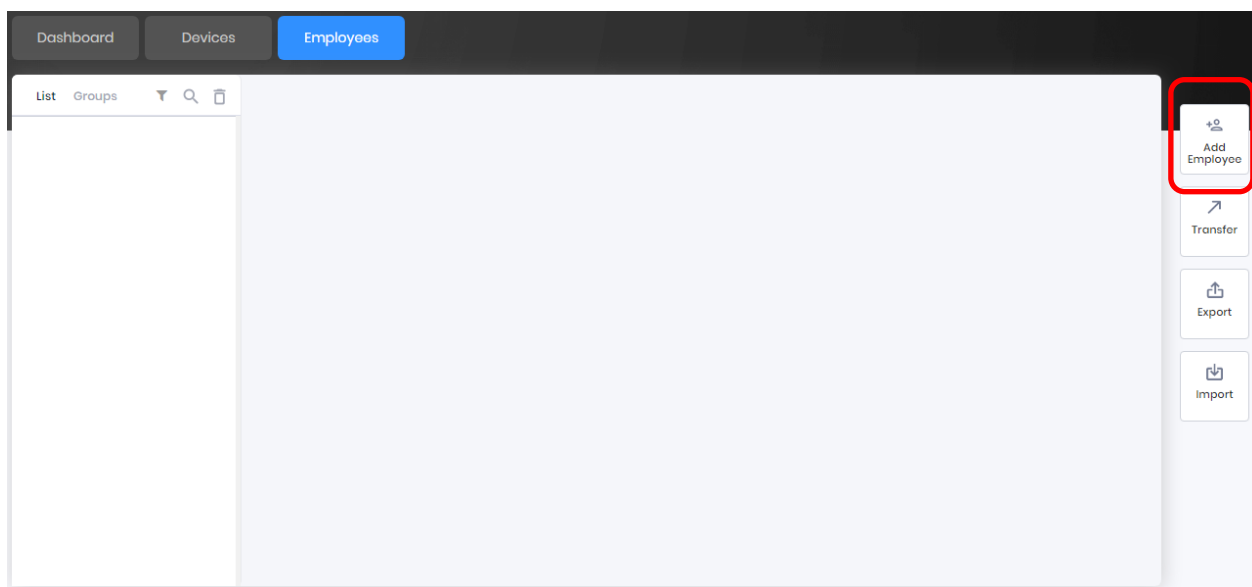 Dashboard Devices Employees
List Groups
Add
Employee
Transfer
Export
Import